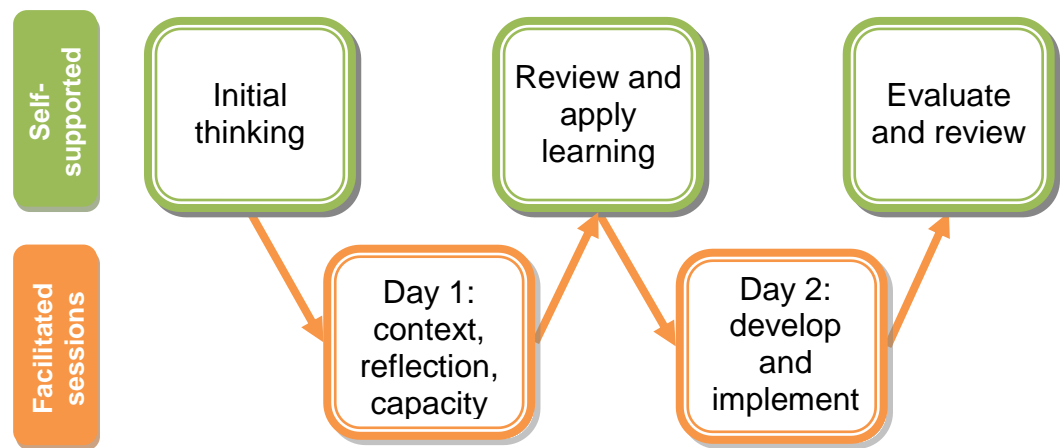 Self-
supported
Initial
thinking
Review and
apply
learning
Evaluate
and review
Facilitated
sessions
Day 1:
context,
reflection,
capacity
Day 2:
develop
and
implement